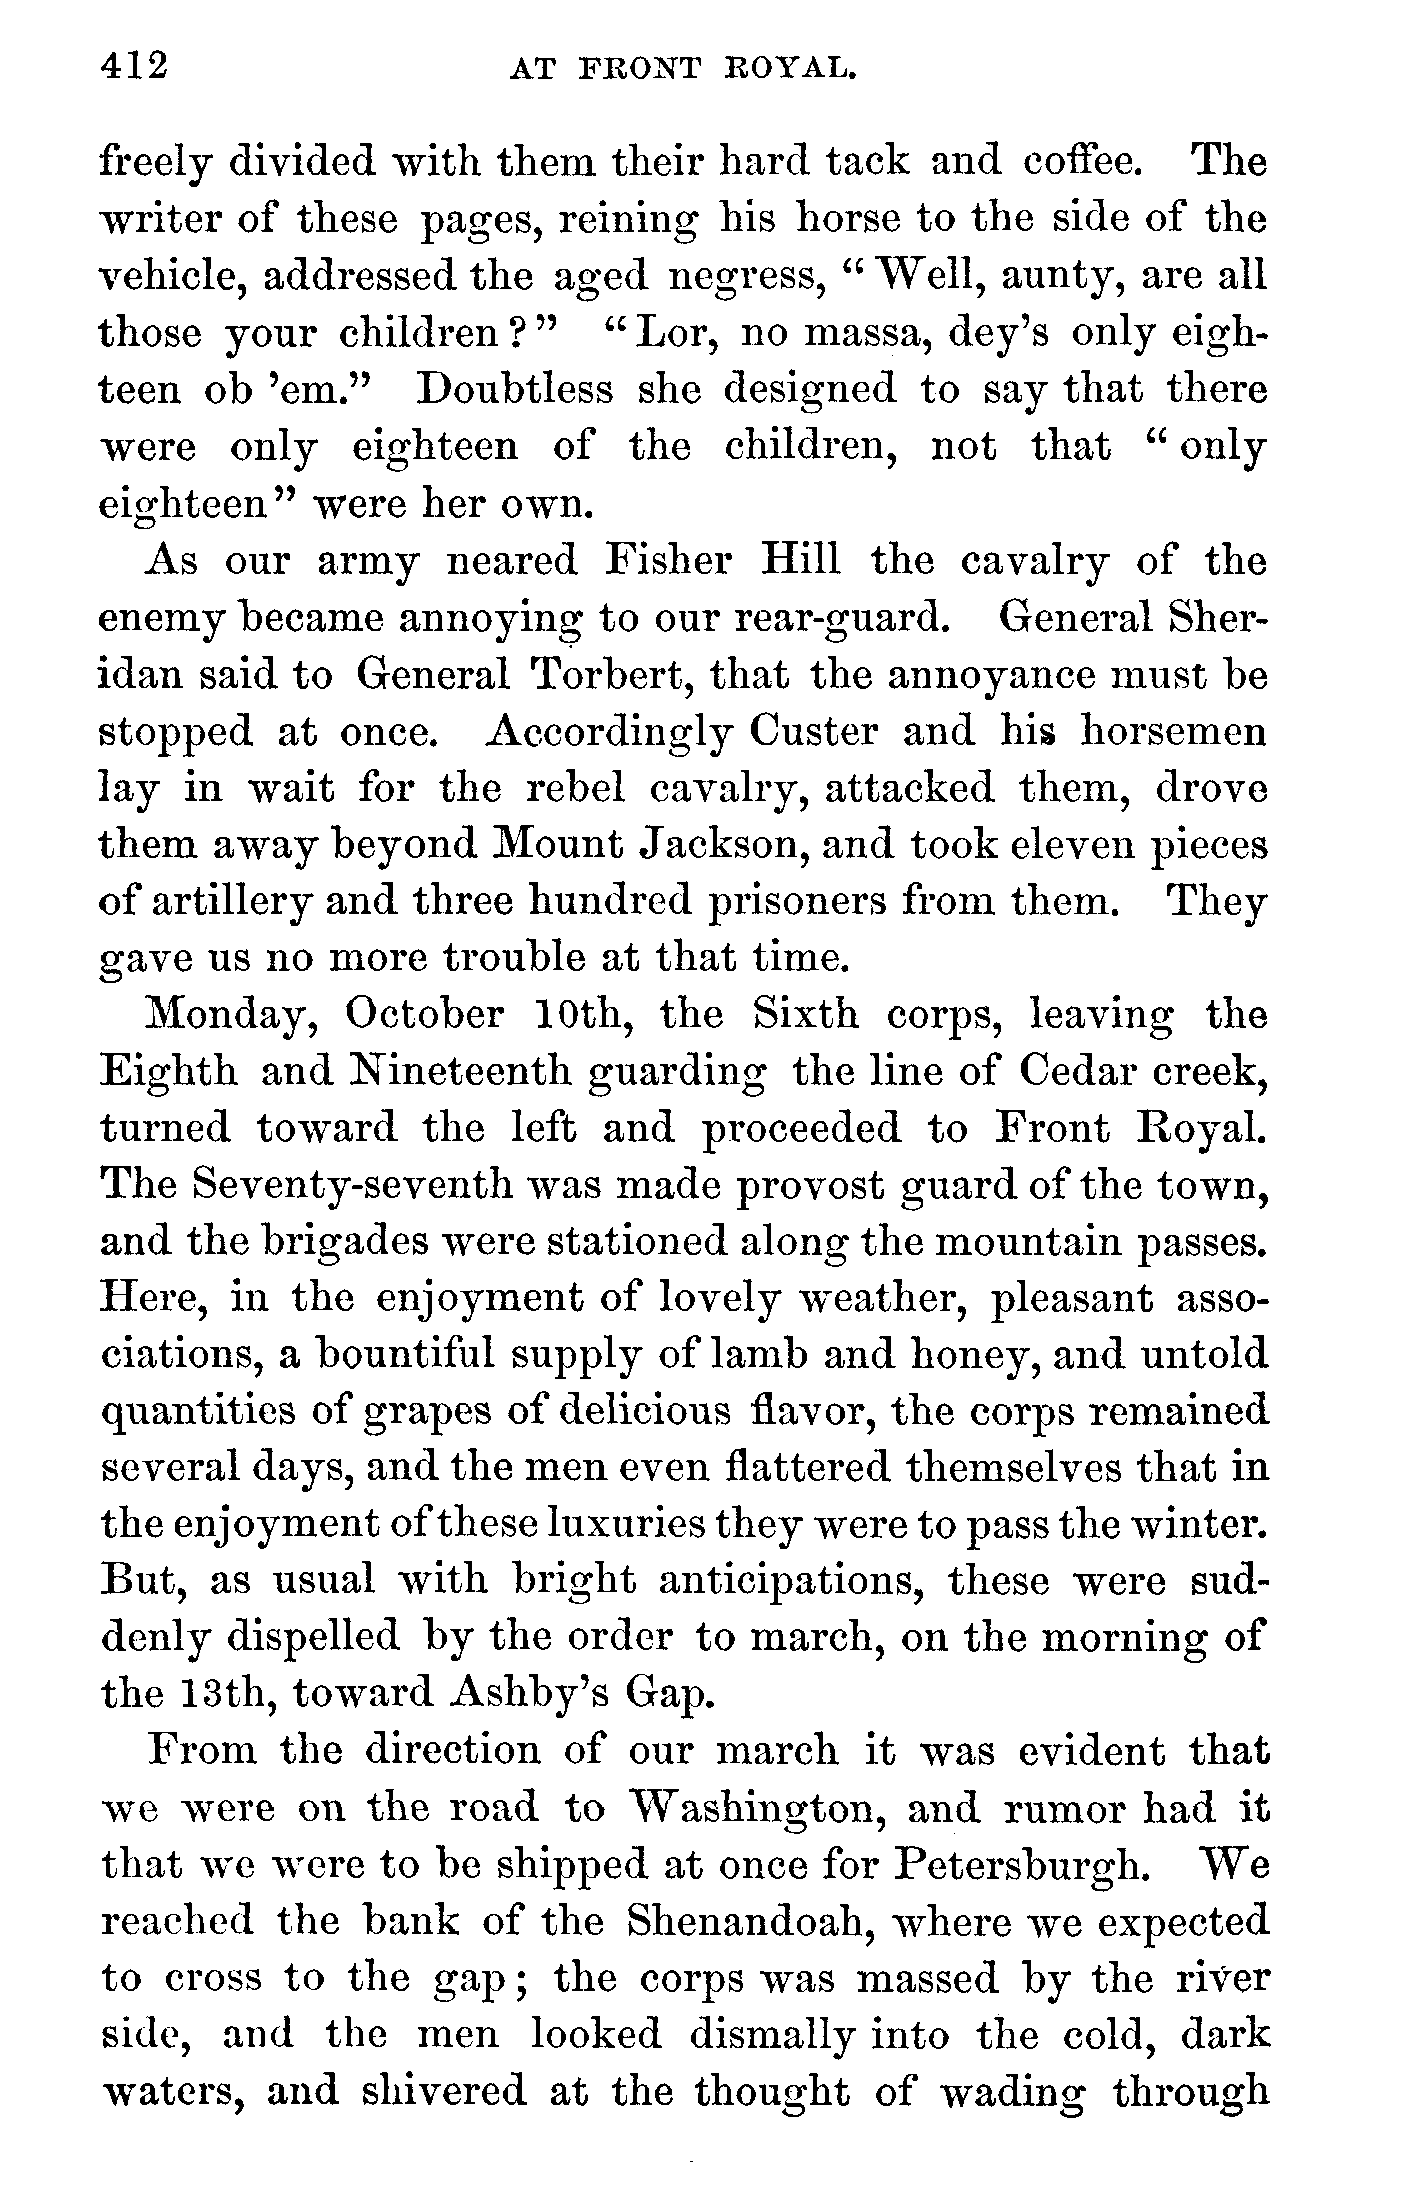 412 AT FRONT ROYAL.
freely divided with them their hard tack and coffee. The
writer of these pages, reining his horse to the side of the
vehicle, addressed the aged negress, “Well, aunty, are all
those your children?” “Lor, no massa, dey’s only eigh-
teen ob ’em.” Doubtless she designed to say that there
were only eighteen of the children, not that “only
eighteen” were her own.
As our army neared Fisher Hill the cavalry of the
enemy became annoying to our rear-guard. General Sher-
idan said to General Torbert, that the annoyance must be
stopped at once. Accordingly Custer and his horsemen
lay in wait for the rebel cavalry, attacked them, drove
them away beyond Mount Jackson, and took eleven pieces
of artillery and three hundred prisoners from them. They
gave us no more trouble at that time.
Monday, October 10th, the Sixth corps, leaving the
Eighth and Nineteenth guarding the line of Cedar creek,
turned toward the left and proceeded to Front Royal.
The Seventy-seventh was made provost guard of the town,
and the brigades were stationed along the mountain passes.
Here, in the enjoyment of lovely weather, pleasant asso-
ciations, a bountiful supply of lamb and honey, and untold
quantities of grapes of delicious flavor, the corps remained
several days, and the men even flattered themselves that in
the enjoyment of these luxuries they were to pass the winter.
But, as usual with bright anticipations, these were sud-
denly dispelled by the order to march, on the morning of
the 13th, toward Ashby’s Gap.
From the direction of our march it was evident that
we were on the road to Washington, and rumor had it
that we were to be shipped at once for Petersburgh. We
reached the bank of the Shenandoah, where we expected
to cross to the gap; the corps was massed by the river
side, and the men looked dismally into the cold, dark
waters, and shivered at the thought of wading through